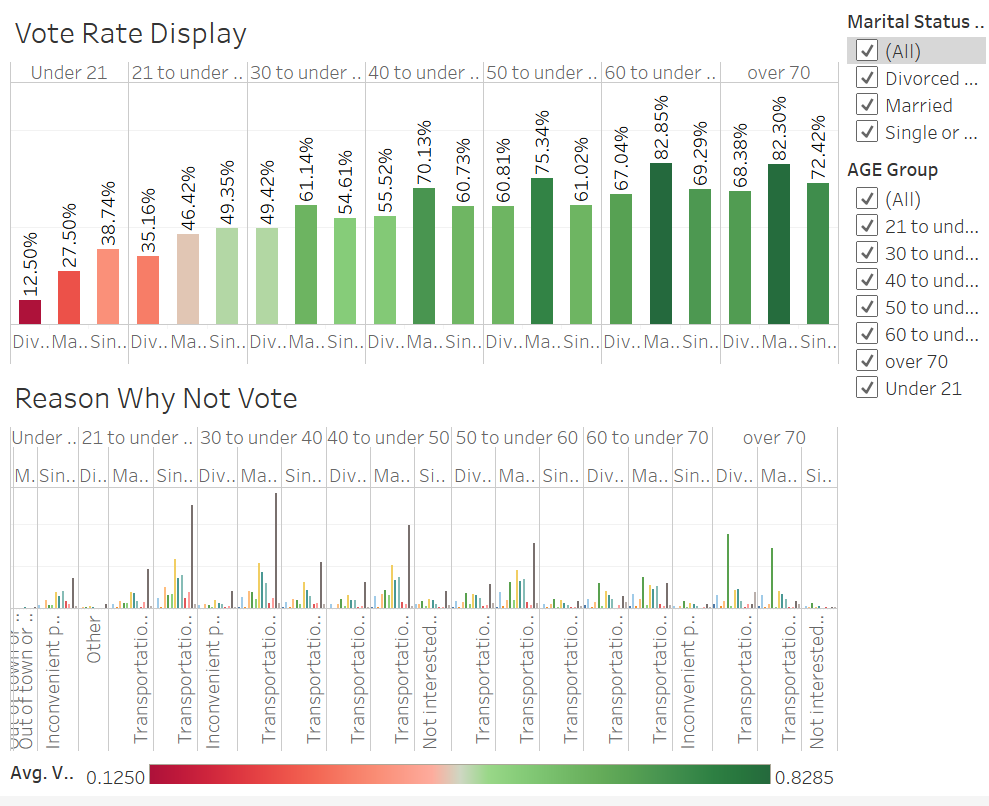 Vote Rate Display
Under 21
21 to under ..
30 to under ..
40 to under ..
50 to under ..
60 to under ..
over 70
12.50%
27.50%
38.74%
35.16%
46.42%
49.35%
49.42%
61.14%
54.61%
55.52%
70.13%
60.73%
60.81%
75.34%
61.02%
67.04%
82.85%
69.29%
68.38%
82.30%
72.42%
Div..
Ma..
Sin..
Div..
Ma..
Sin..
Div..
Ma..
Sin..
Div..
Ma..
Sin..
Div..
Ma..
Sin..
Div..
Ma..
Sin..
Div..
Ma..
Sin..
Marital Status ..
(All)
Divorced ...
Married
Single or ...
AGE Group
(All)
21 to und...
30 to und...
40 to und...
50 to und...
60 to und...
over 70
Under 21
Reason Why Not Vote
Under ..
21 to under ..
30 to under 40
40 to under 50
50 to under 60
60 to under 70
over 70
M..
Sin..
Di..
Ma..
Sin..
Div..
Ma..
Sin..
Div..
Ma..
Si..
Div..
Ma..
Sin..
Div..
Ma..
Sin..
Div..
Ma..
Si..
Out of town or ..
Out of town or ..
Inconvenient p..
Other
Transportatio..
Transportatio..
Inconvenient p..
Transportatio..
Transportatio..
Transportatio..
Transportatio..
Not interested..
Transportatio..
Transportatio..
Transportatio..
Transportatio..
Transportatio..
Inconvenient p..
Transportatio..
Transportatio..
Not interested..
Avg. V..
0.1250
0.8285